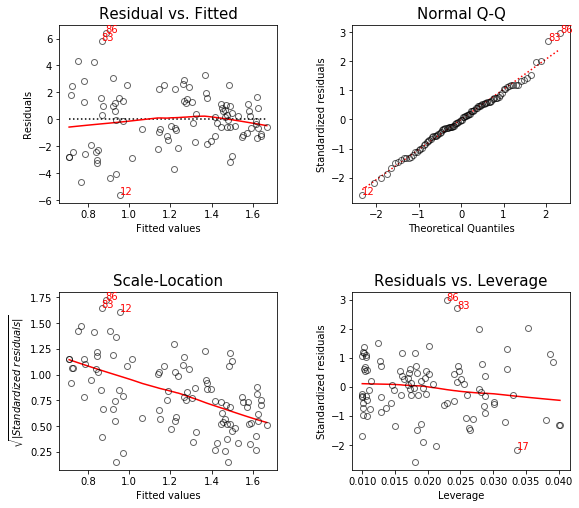 Residual vs. Fitted
Residuals
6
4
2
0
−2
−4
−6
86
83
12
0.8 1.0 1.2 1.4 1.6
Fitted values
Normal Q-Q
Standardized residuals
3
2
1
0
−1
−2
86
83
12
−2 −1 0 1 2
Theoretical Quantiles
Scale-Location
√|Standardized residuals|
1.75
1.50
1.25
1.00
0.75
0.50
0.25
86
83
12
0.8 1.0 1.2 1.4 1.6
Fitted values
Residuals vs. Leverage
Standardized residuals
3
2
1
0
−1
−2
86
83
17
0.010 0.015 0.020 0.025 0.030 0.035 0.040
Leverage